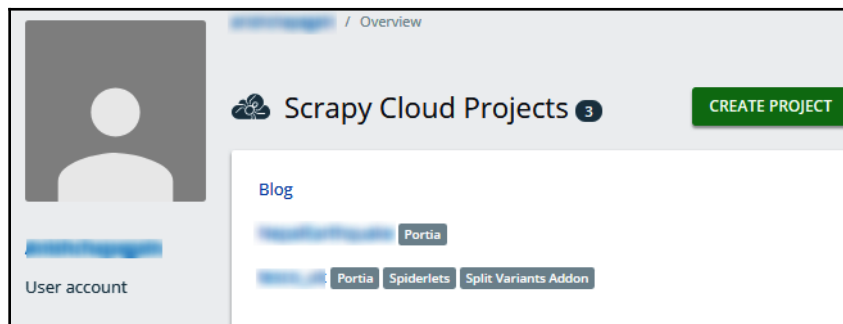 / Overview
Scrapy Cloud Projects 3
CREATE PROJECT
Blog
Portia
Portia Spiderlets Split Variants Addon
User account